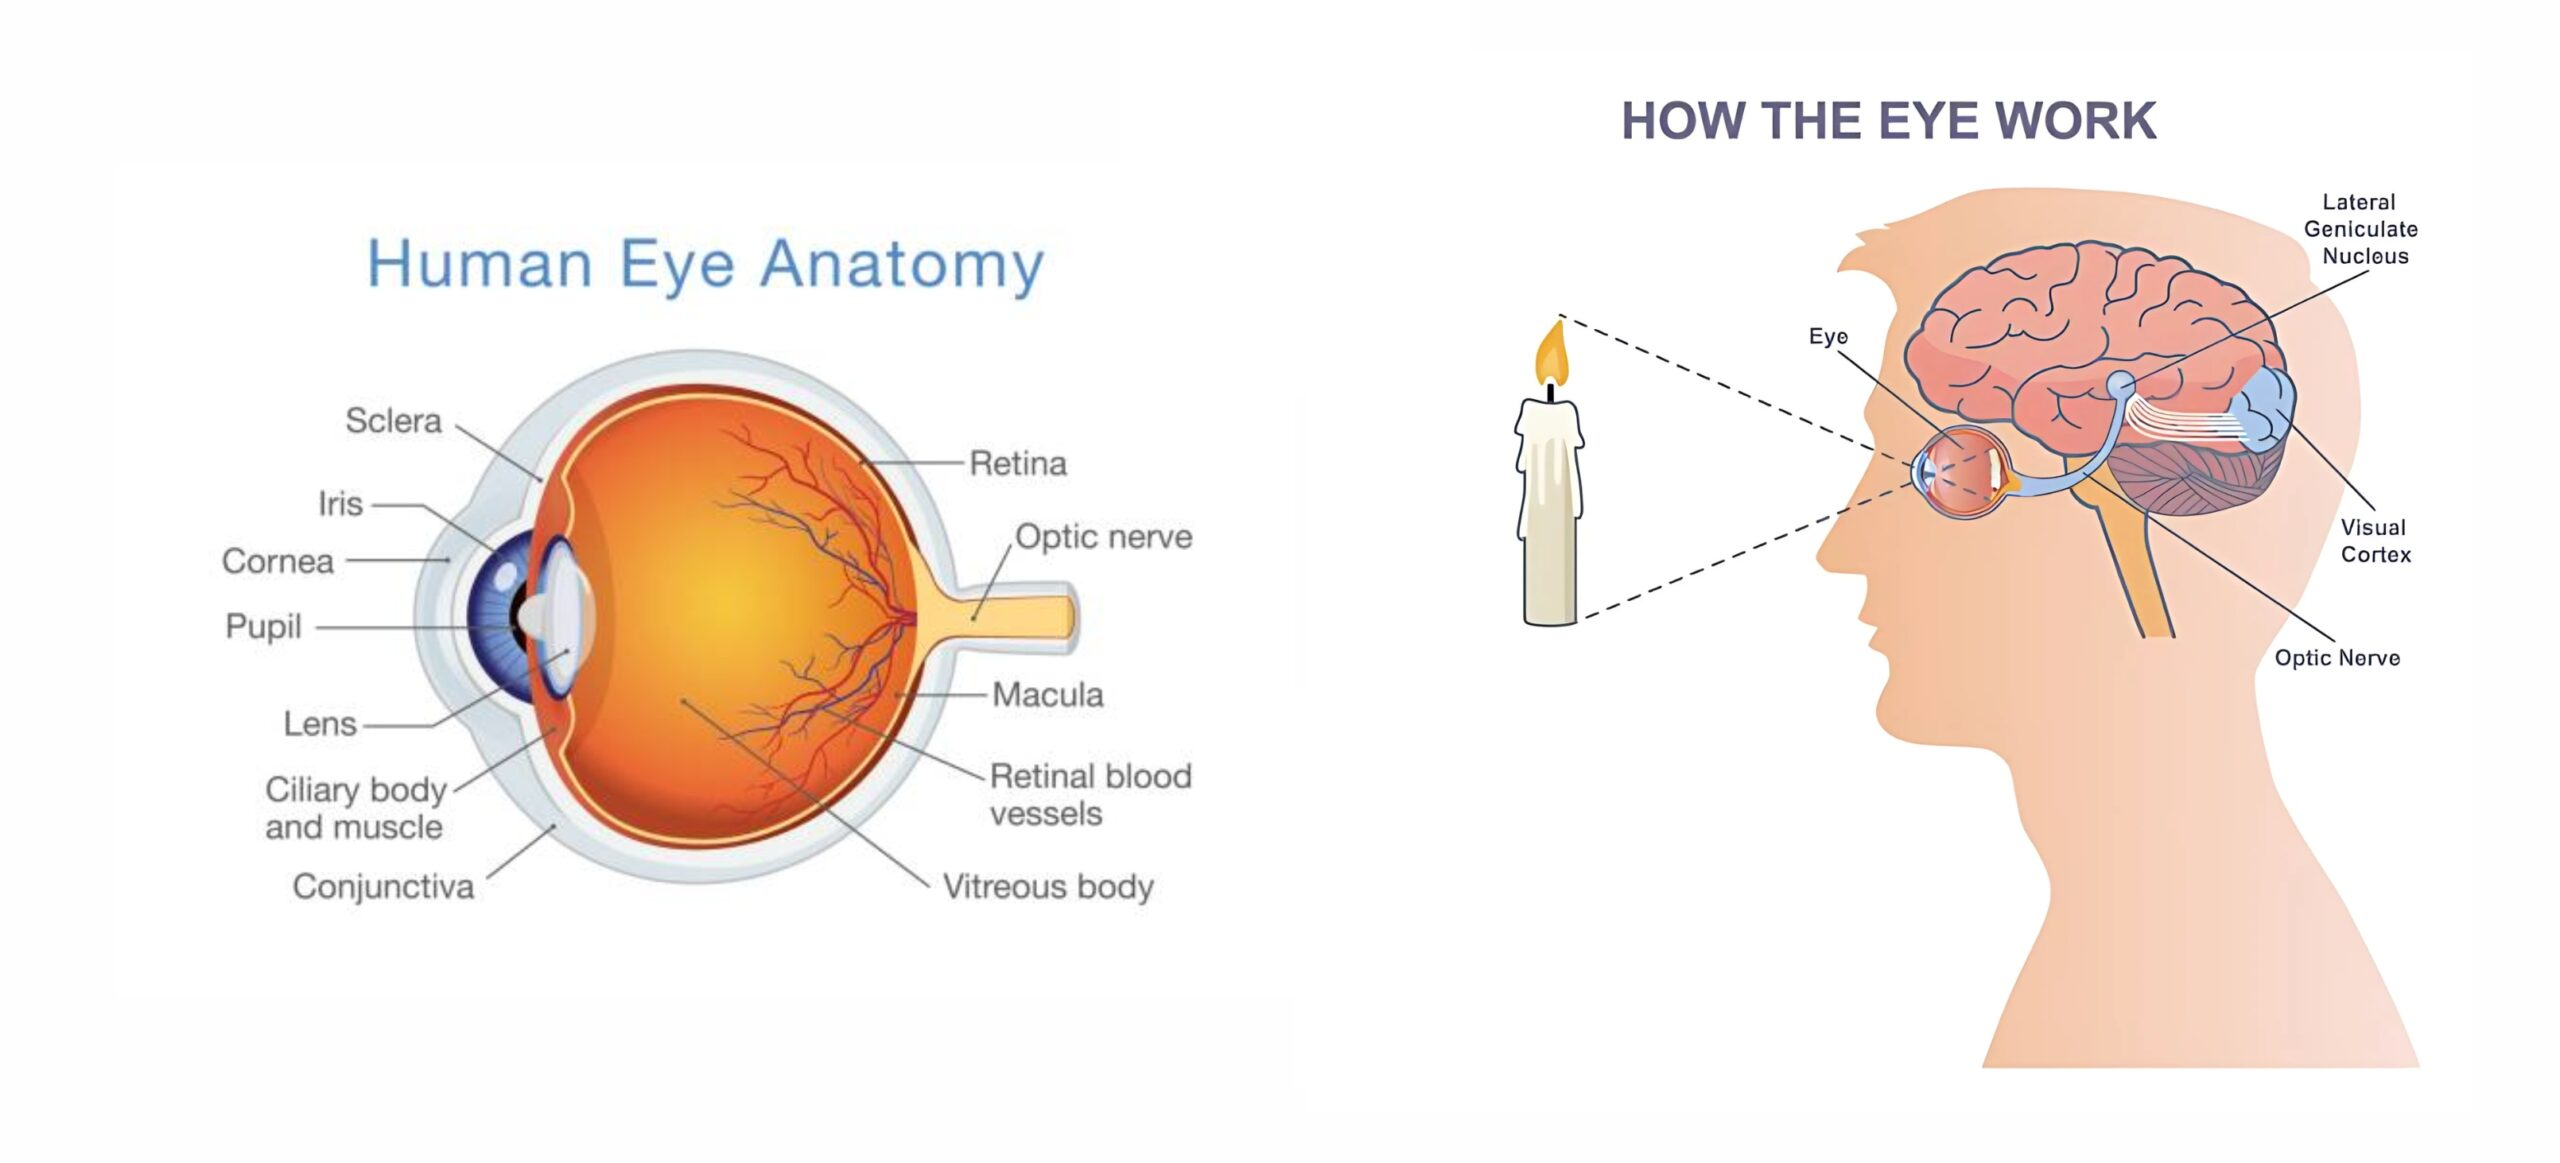 Human Eye Anatomy
Sclera
Iris
Cornea
Pupil
Lens
Ciliary body
and muscle
Conjunctiva
Retina
Optic nerve
Macula
Retinal blood
vessels
Vitreous body
HOW THE EYE WORK
Lateral
Geniculate
Nucleus
Eye
Visual
Cortex
Optic Nerve